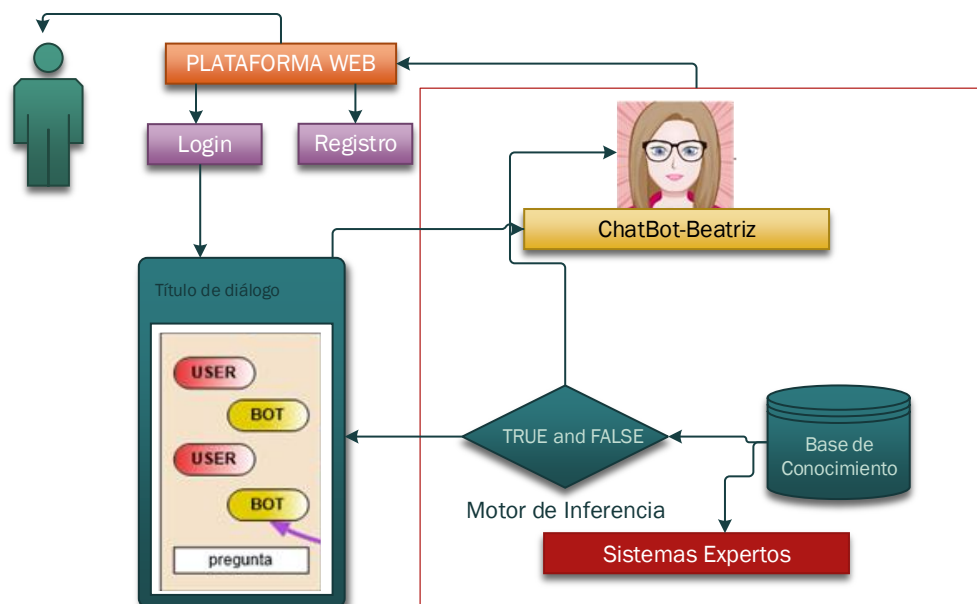 PLATAFORMA WEB
Login
Registro
ChatBot-Beatriz
Título de diálogo
USER
BOT
USER
BOT
pregunta
TRUE and FALSE
Motor de Inferencia
Base de
Conocimiento
Sistemas Expertos